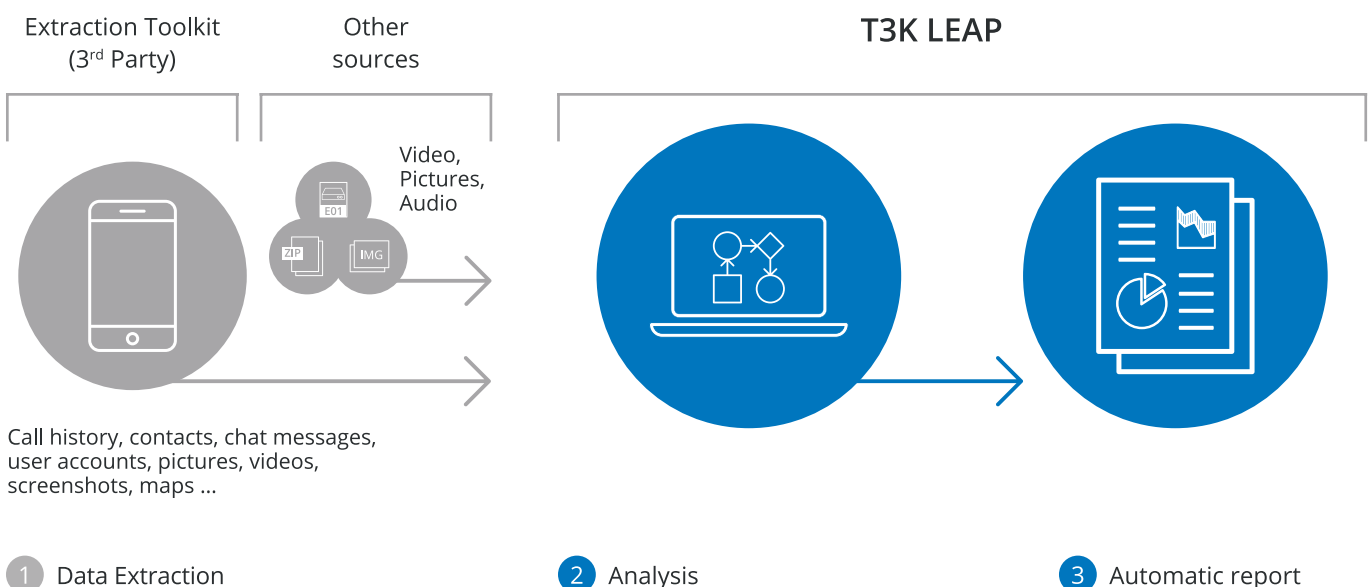 Extraction Toolkit
(3rd Party)
Other
sources
T3K LEAP
Video,
Pictures,
Audio
E01
ZIP
IMG
Call history, contacts, chat messages,
user accounts, pictures, videos,
screenshots, maps ...
1 Data Extraction
2 Analysis
3 Automatic report